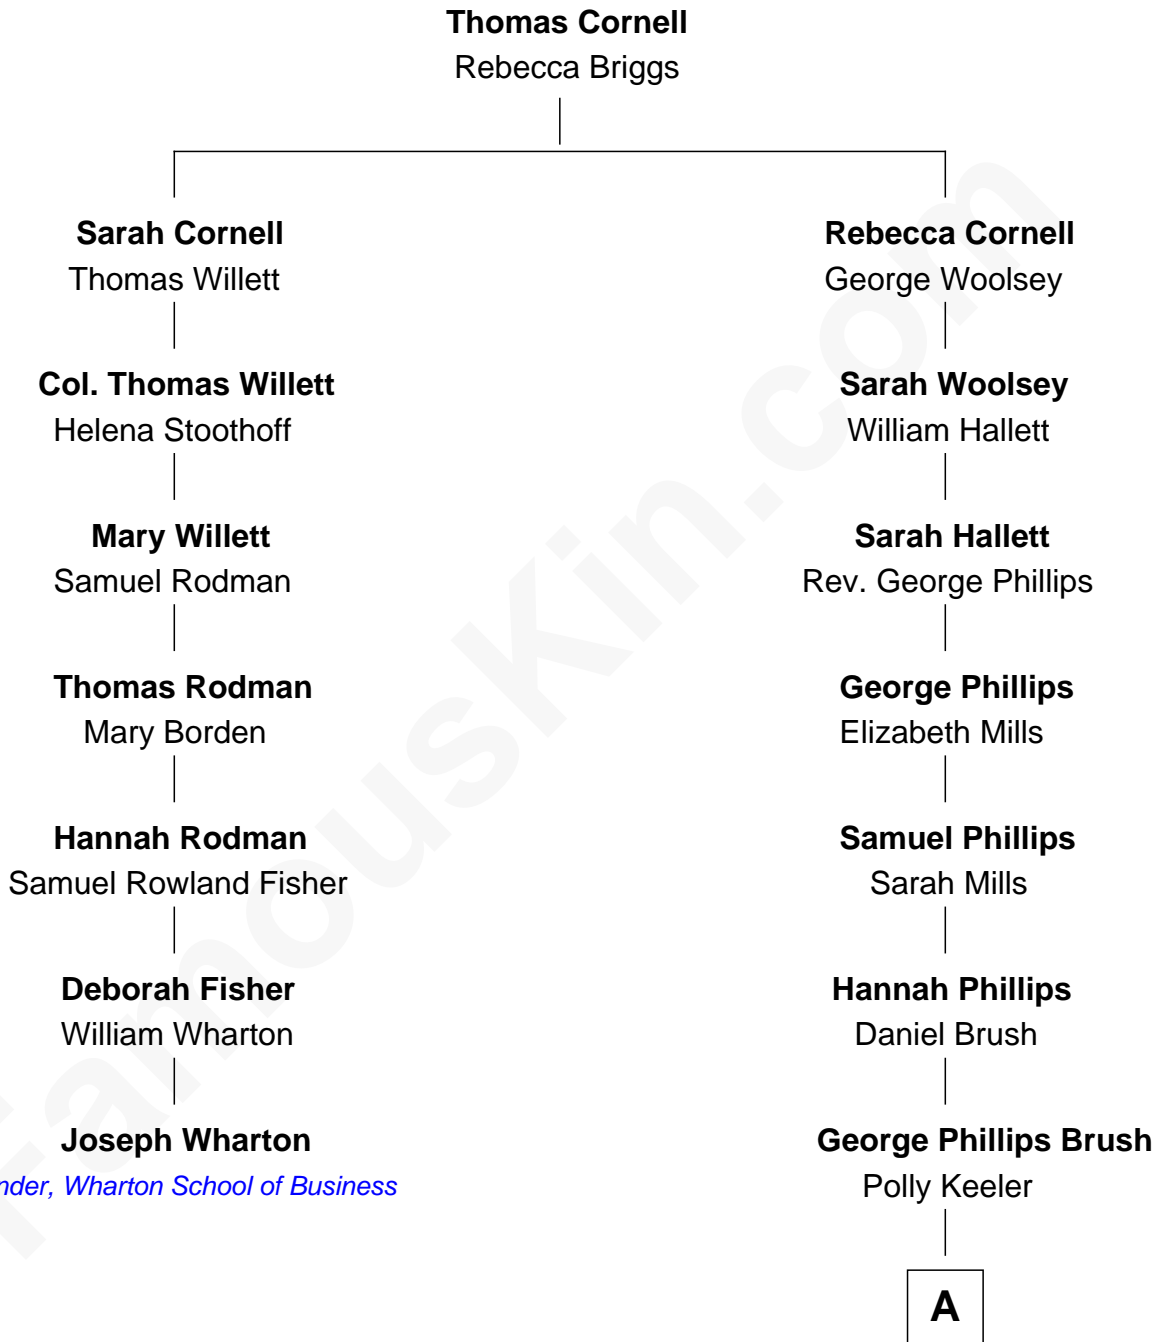 Thomas Cornell
Rebecca Briggs
Sarah Cornell
Thomas Willett
Rebecca Cornell
George Woolsey
Col. Thomas Willett
Helena Stoothoff
Sarah Woolsey
William Hallett
Mary Willett
Samuel Rodman
Sarah Hallett
Rev. George Phillips
Thomas Rodman
Mary Borden
George Phillips
Elizabeth Mills
Hannah Rodman
Samuel Rowland Fisher
Samuel Phillips
Sarah Mills
Deborah Fisher
William Wharton
Hannah Phillips
Daniel Brush
Joseph Wharton
nder, Wharton School of Business
George Phillips Brush
Polly Keeler
A
FamousKin.com